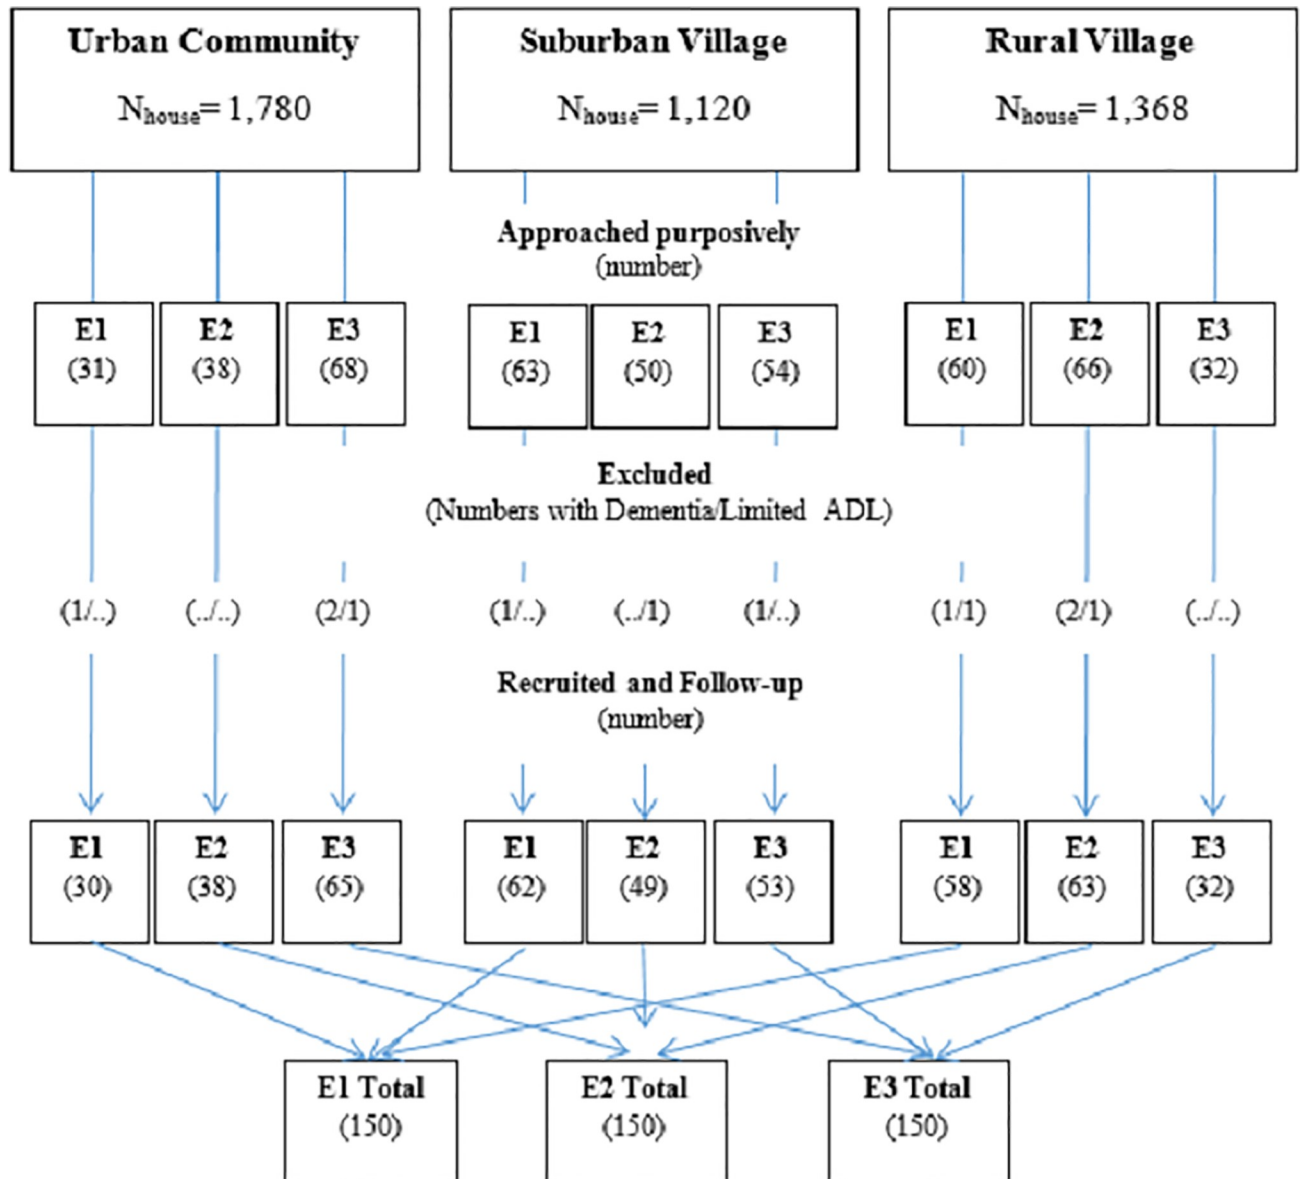 Urban Community
N_house= 1,780
Suburban Village
N_house= 1,120
Rural Village
N_house= 1,368
Approached purposively
(number)
E1
(31)
E2
(38)
E3
(68)
E1
(63)
E2
(50)
E3
(54)
E1
(60)
E2
(66)
E3
(32)
Excluded
(Numbers with Dementia/Limited ADL)
(1/..)
(../..)
(2/1)
(1/..)
(../1)
(1/..)
(1/1)
(2/1)
(../..)
Recruited and Follow-up
(number)
E1
(30)
E2
(38)
E3
(65)
E1
(62)
E2
(49)
E3
(53)
E1
(58)
E2
(63)
E3
(32)
E1 Total
(150)
E2 Total
(150)
E3 Total
(150)